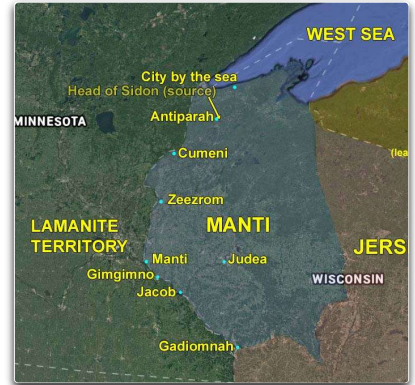 WEST SEA
City by the sea
Head of Sidon (source)
Antiparah
MINNESOTA
Cumeni
(lea
Zeezrom
LAMANITE
TERRITORY
MANTI
JERS
Manti
Judea
Gimgimno
WISCONSIN
Jacob
Gadiomnah